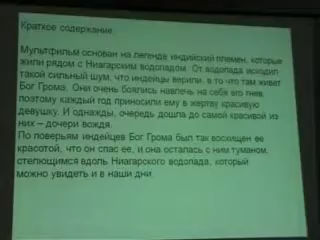 Краткое содержание:
Мультфильм основан на легенде индийский племен, которые
жили рядом с Ниагарским водопадом. От водопада исходил
такой сильный шум, что индейцы верили, в то что там живет
Бог Грома. Они очень боялись навлечь на себя его гнев,
поэтому каждый год приносили ему в жертву красивую
девушку. И однажды, очередь дошла до самой красивой из
них – дочери вождя.
По поверьям индейцев Бог Грома был так восхищен ее
красотой, что он спас ее, и она осталась с ним туманом,
стелющимся вдоль Ниагарского водопада, который
можно увидеть и в наши дни.